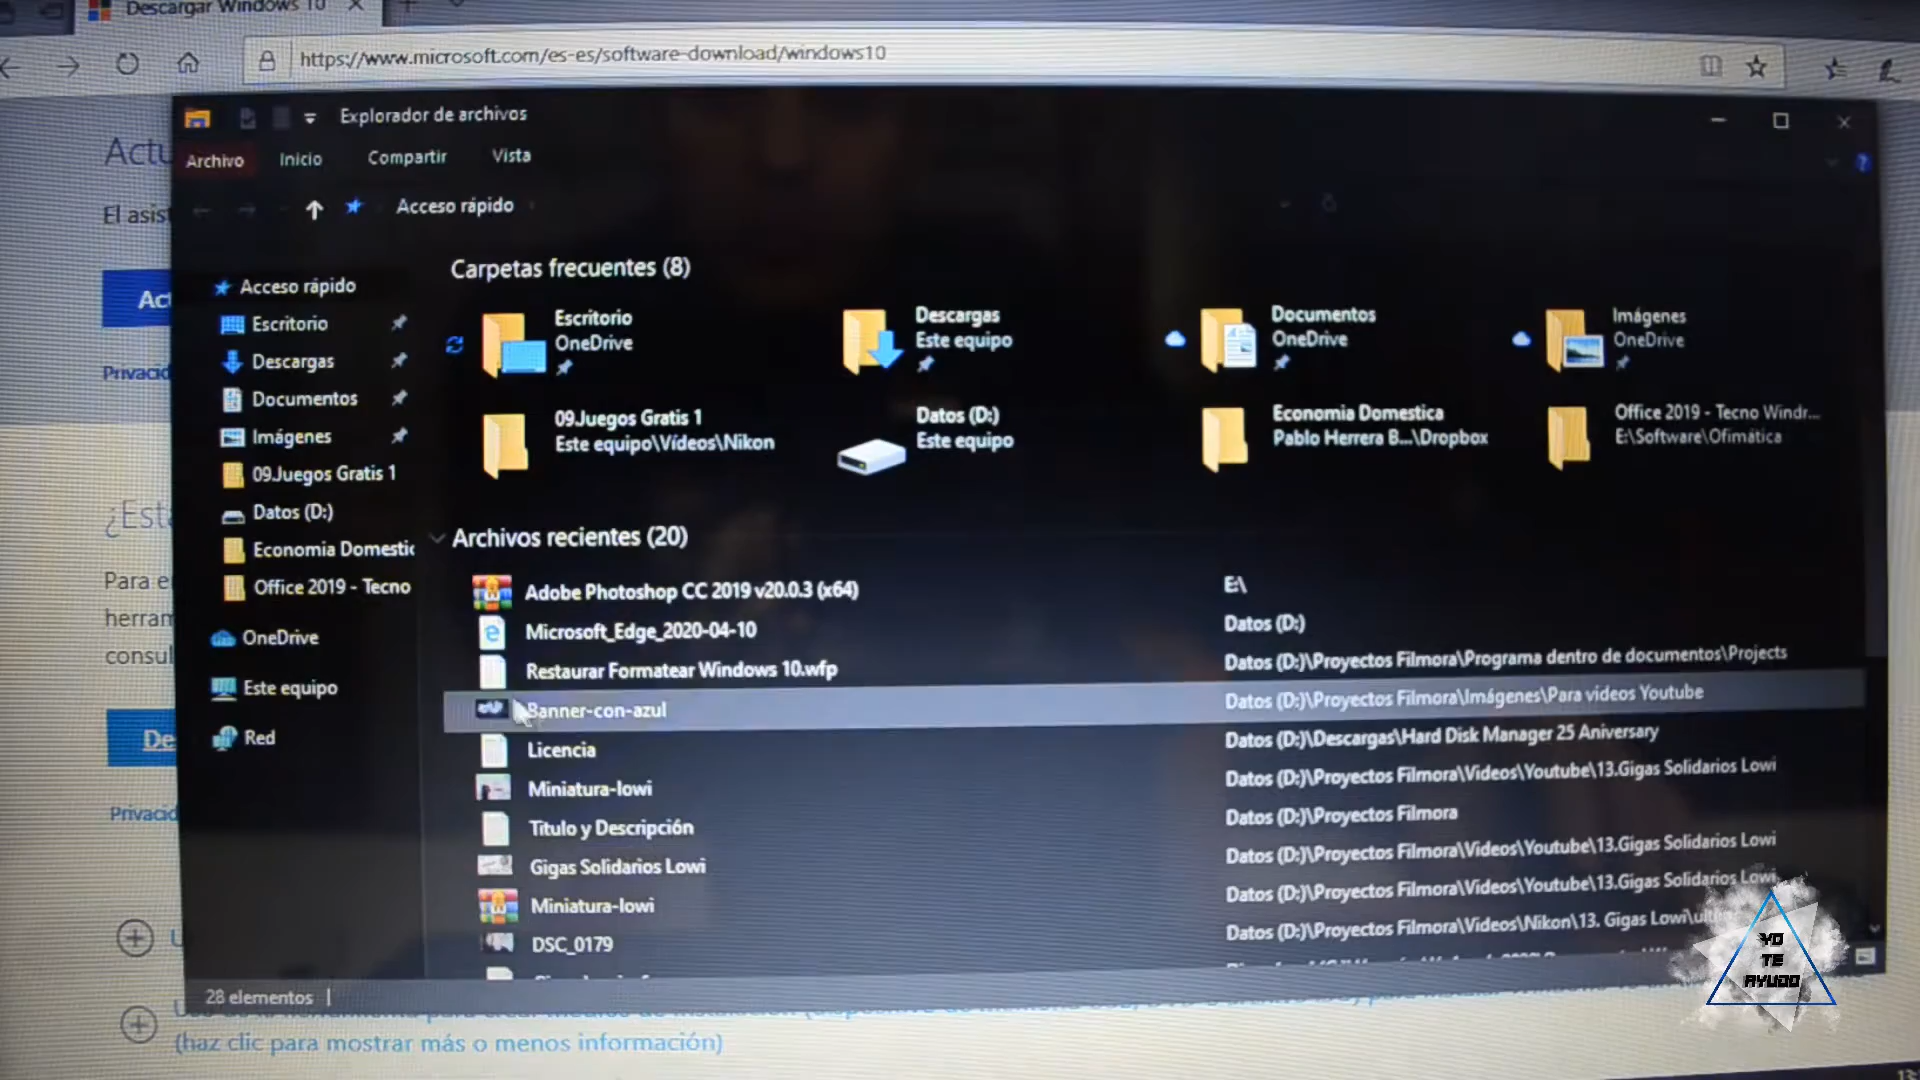 Descargar Windows 10
https://www.microsoft.com/es-es/software-download/windows10
Explorador de archivos
Archivo Inicio Compartir Vista
Acceso rápido
Actu
El asist
Act
Privacid
¿Est
Para e
herram
consul
De
Privacid
Acceso rápido
Escritorio
Descargas
Documentos
Imágenes
09.Juegos Gratis 1
Datos (D:)
Economia Domestic
Office 2019 - Tecno
OneDrive
Este equipo
Red
Carpetas frecuentes (8)
Escritorio
OneDrive
Descargas
Este equipo
Documentos
OneDrive
Imágenes
OneDrive
09.Juegos Gratis 1
Este equipo\Vídeos\Nikon
Datos (D:)
Este equipo
Economia Domestica
Pablo Herrera B...\Dropbox
Office 2019 - Tecno Windr...
E:\Software\Ofimática
Archivos recientes (20)
Adobe Photoshop CC 2019 v20.0.3 (x64) E:\
Microsoft_Edge_2020-04-10 Datos (D:)
Restaurar Formatear Windows 10.wfp Datos (D:)\Proyectos Filmora\Programa dentro de documentos\Projects
Banner-con-azul Datos (D:)\Proyectos Filmora\Imágenes\Para videos Youtube
Licencia Datos (D:)\Descargas\Hard Disk Manager 25 Aniversary
Miniatura-lowi Datos (D:)\Proyectos Filmora\Videos\Youtube\13.Gigas Solidarios Lowi
Titulo y Descripción Datos (D:)\Proyectos Filmora
Gigas Solidarios Lowi Datos (D:)\Proyectos Filmora\Videos\Youtube\13.Gigas Solidarios Lowi
Miniatura-lowi Datos (D:)\Proyectos Filmora\Videos\Youtube\13.Gigas Solidarios Lowi
DSC_0179 Datos (D:)\Proyectos Filmora\Videos\Nikon\13. Gigas Lowi\
28 elementos
(haz clic para mostrar más o menos información)
YO
TE
AYUDO